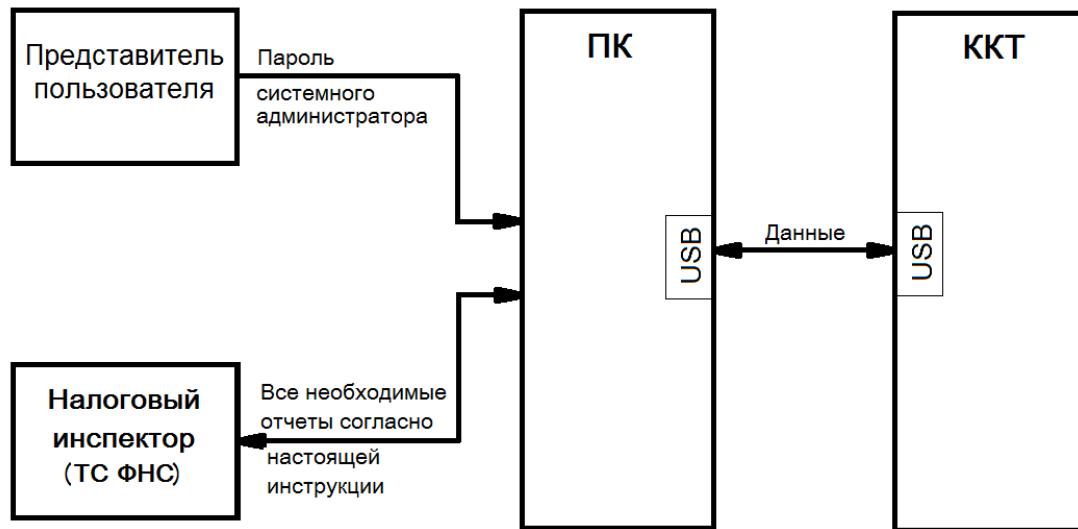 Представитель
пользователя
Пароль
системного
администратора
ПК
USB
Данные
ККТ
USB
Налоговый
инспектор
(ТС ФНС)
Все необходимые
отчеты согласно
настоящей
инструкции